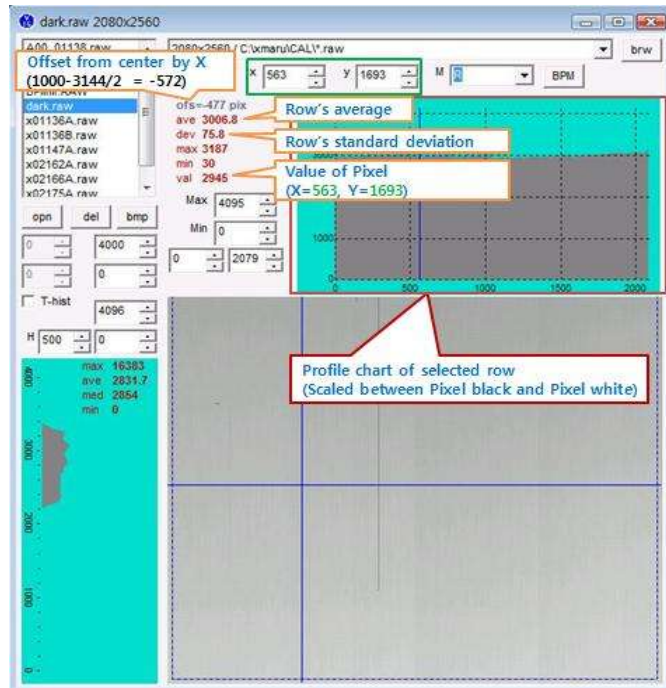 dark.raw 2080x2560
A00_01138.raw
2080x2560 / C:\xmaru\CAL\*.raw
brw
Offset from center by X
(1000-3144/2 = -572)
x 563 y 1693 M
BPM
dark.raw
x01136A.raw
x01136B.raw
x01147A.raw
x02162A.raw
x02166A.raw
x02175A.raw
ofs=-477 pix
ave 3006.8
dev 75.8
max 3187
min 30
val 2945
Row's average
Row's standard deviation
Value of Pixel
(X=563, Y=1693)
opn del bmp
Max 4095
Min 0
0 2079
0 4000
0 0
T-hist 4096
H 500 0
1000
0
0 500 1000 1500 2000
Profile chart of selected row
(Scaled between Pixel black and Pixel white)
max 16383
ave 2831.7
med 2854
min 0
4000
3000
2000
1000
0